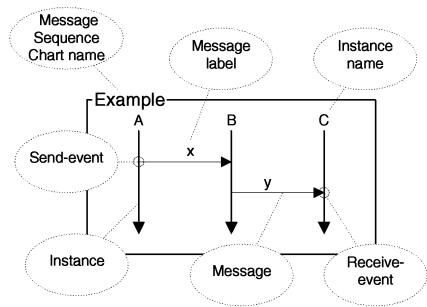 Message
Sequence
Chart name
Message
label
Instance
name
Example
A
B
C
x
Send-event
y
Instance
Message
Receive-
event